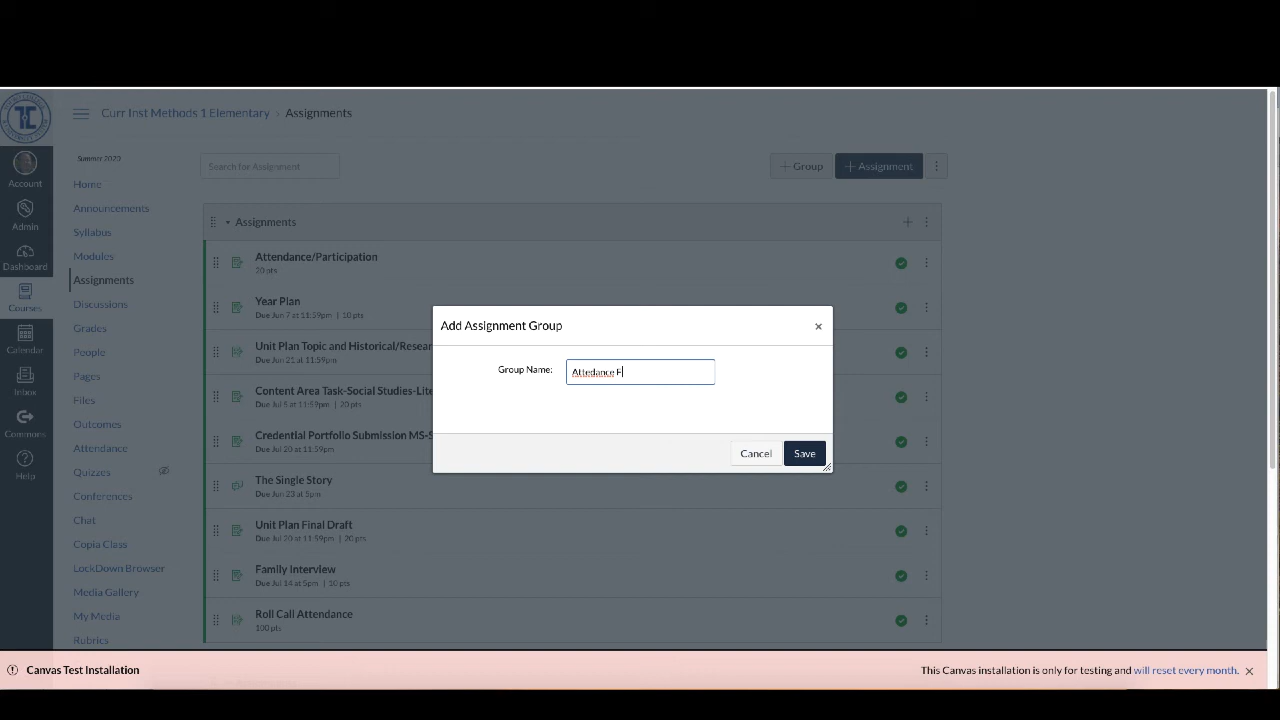 Curr Inst Methods 1 Elementary › Assignments
Summer 2020
Search for Assignment
+ Group
+ Assignment
Account
Admin
Dashboard
Courses
Calendar
Inbox
Commons
Help
Home
Announcements
Syllabus
Modules
Assignments
Discussions
Grades
People
Pages
Files
Outcomes
Attendance
Quizzes
Conferences
Chat
Copia Class
LockDown Browser
Media Gallery
My Media
Rubrics
Assignments
Attendance/Participation
20 pts
Year Plan
Due Jun 7 at 11:59pm | 10 pts
Unit Plan Topic and Historical/Resear
Due Jun 21 at 11:59pm
Content Area Task-Social Studies-Lite
Due Jul 5 at 11:59pm | 20 pts
Credential Portfolio Submission MS-S
Due Jul 20 at 11:59pm
The Single Story
Due Jun 23 at 5pm
Unit Plan Final Draft
Due Jul 20 at 11:59pm | 20 pts
Family Interview
Due Jul 14 at 5pm | 10 pts
Roll Call Attendance
100 pts
Add Assignment Group
×
Group Name:
Attedance F
Cancel
Save
Canvas Test Installation
This Canvas installation is only for testing and will reset every month. ×